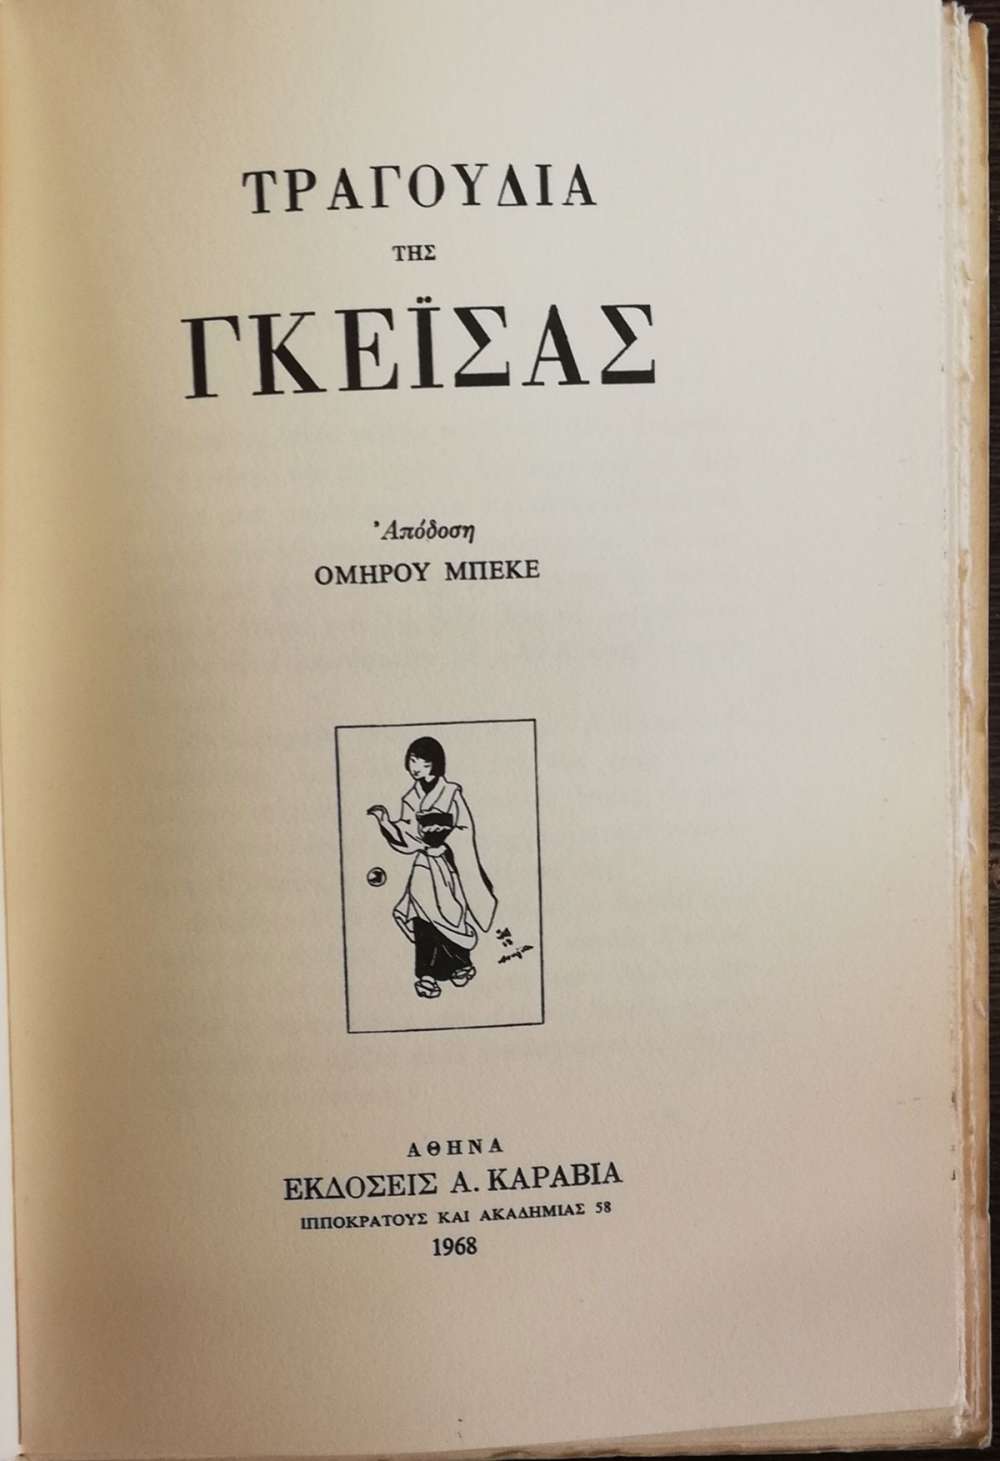 ΤΡΑΓΟΥΔΙΑ
ΤΗΣ
ΓΚΕΪΣΑΣ
Ἀπόδοση
ΟΜΗΡΟΥ ΜΠΕΚΕ
ΑΘΗΝΑ
ΕΚΔΟΣΕΙΣ Α. ΚΑΡΑΒΙΑ
ΙΠΠΟΚΡΑΤΟΥΣ ΚΑΙ ΑΚΑΔΗΜΙΑΣ 58
1968